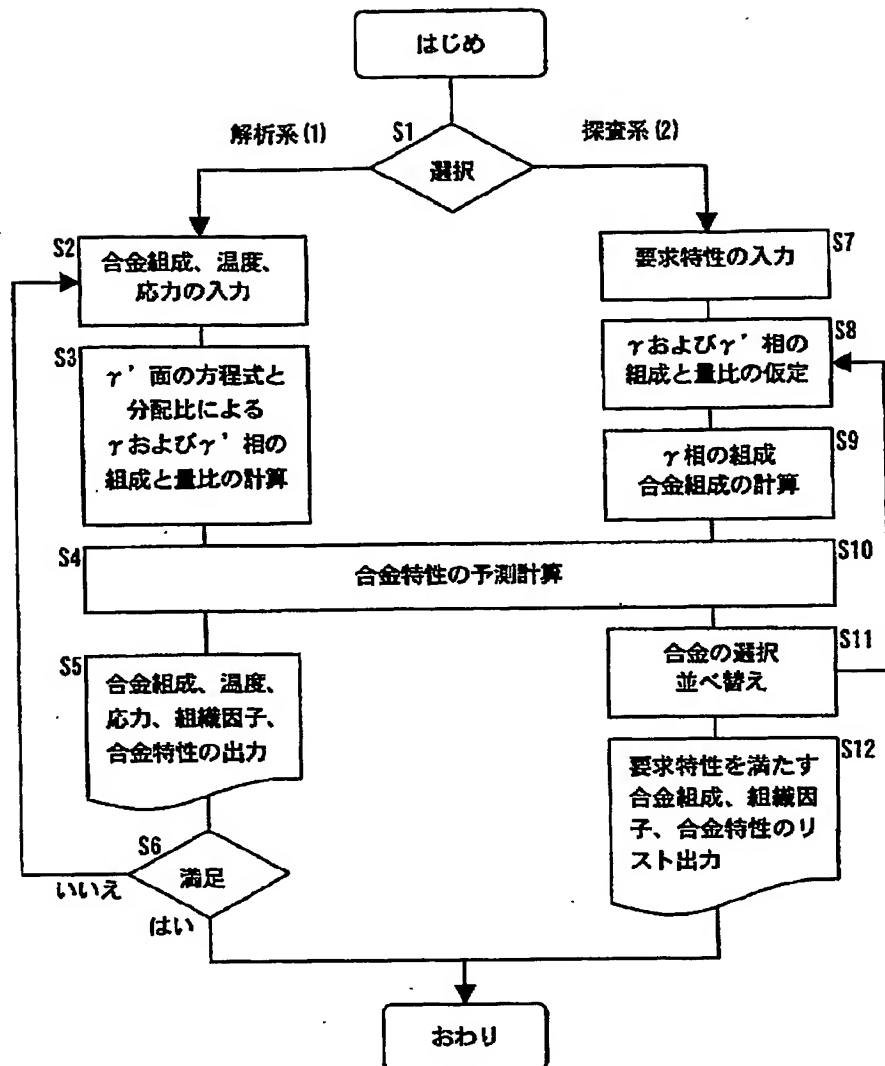 はじめ
解析系(1)
S1
探査系(2)
選択
S2
合金組成、温度、
応力の入力
S7
要求特性の入力
S3
γ'面の方程式と
分配比による
γおよびγ'相の
組成と量比の計算
S8
γおよびγ'相の
組成と量比の仮定
S9
γ相の組成
合金組成の計算
S4
合金特性の予測計算
S10
S5
合金組成、温度、
応力、組織因子、
合金特性の出力
S11
合金の選択
並べ替え
S12
要求特性を満たす
合金組成、組織因
子、合金特性のリ
スト出力
S6
満足
いいえ
はい
おわり